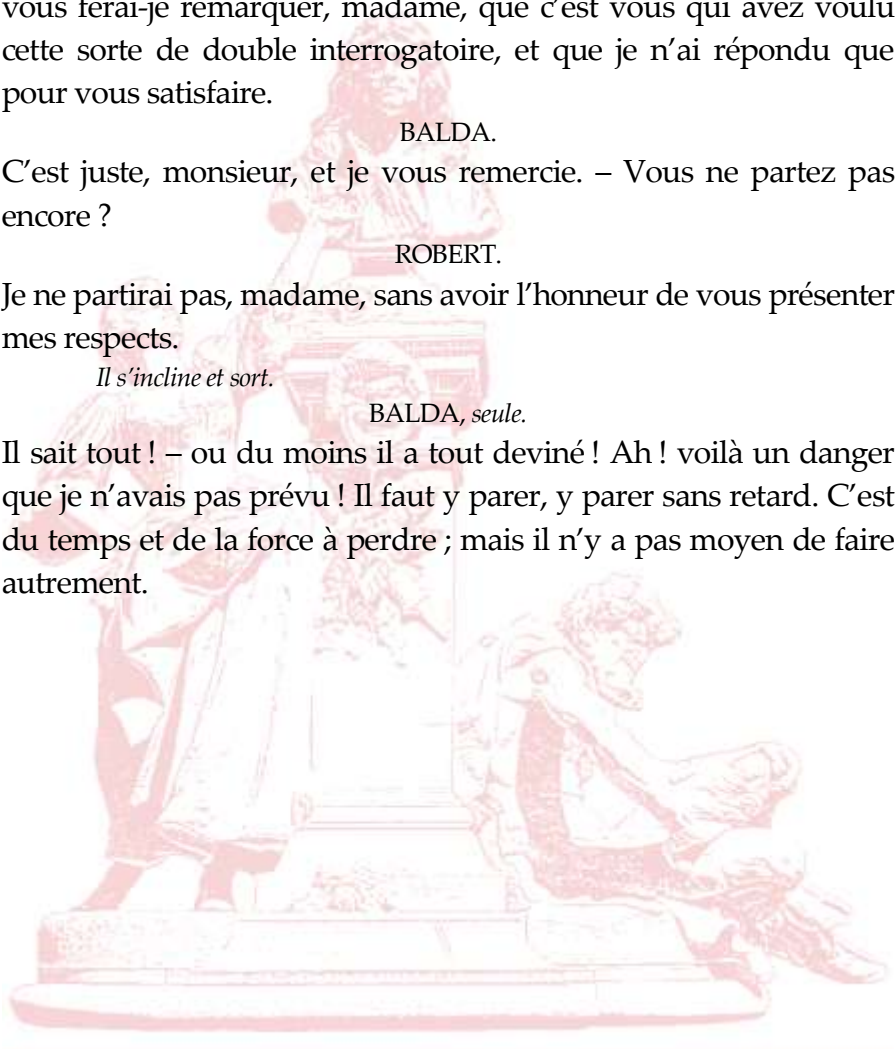 vous ferai-je remarquer, madame, que c’est vous qui avez voulu
cette sorte de double interrogatoire, et que je n’ai répondu que
pour vous satisfaire.
BALDA.
C’est juste, monsieur, et je vous remercie. – Vous ne partez pas
encore ?
ROBERT.
Je ne partirai pas, madame, sans avoir l’honneur de vous présenter
mes respects.
Il s’incline et sort.
BALDA, seule.
Il sait tout ! – ou du moins il a tout deviné ! Ah ! voilà un danger
que je n’avais pas prévu ! Il faut y parer, y parer sans retard. C’est
du temps et de la force à perdre ; mais il n’y a pas moyen de faire
autrement.